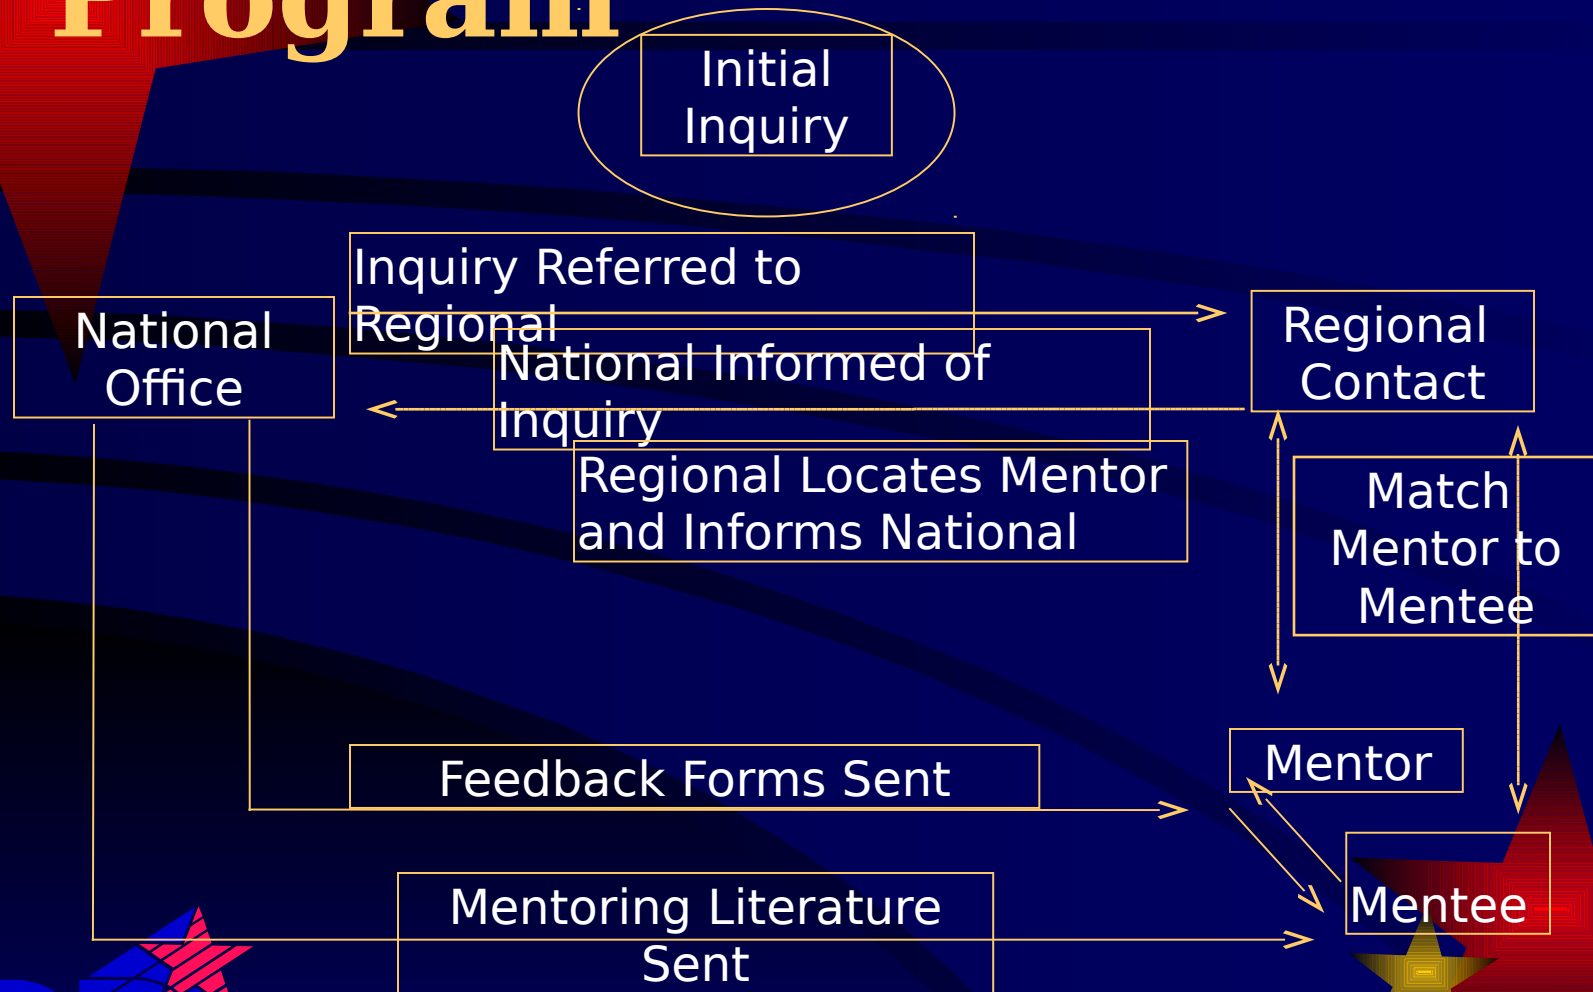 Program
Initial
Inquiry
Inquiry Referred to
Regional
National
Office
National Informed of
Inquiry
Regional
Contact
Regional Locates Mentor
and Informs National
Match
Mentor to
Mentee
Feedback Forms Sent
Mentor
Mentoring Literature
Sent
Mentee